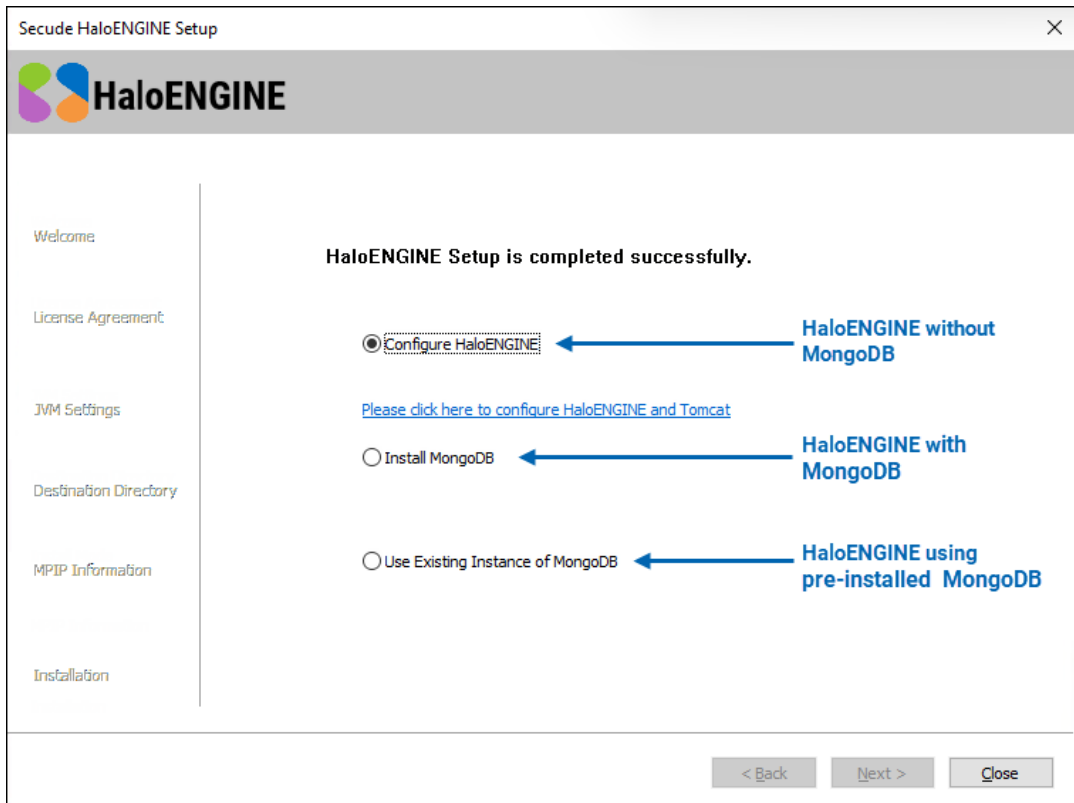 Secude HaloENGINE Setup
HaloENGINE
Welcome
License Agreement
JVM Settings
Destination Directory
MPIP Information
Installation
HaloENGINE Setup is completed successfully.
Configure HaloENGINE
HaloENGINE without
MongoDB
Please click here to configure HaloENGINE and Tomcat
Install MongoDB
HaloENGINE with
MongoDB
Use Existing Instance of MongoDB
HaloENGINE using
pre-installed MongoDB
< Back
Next >
Close